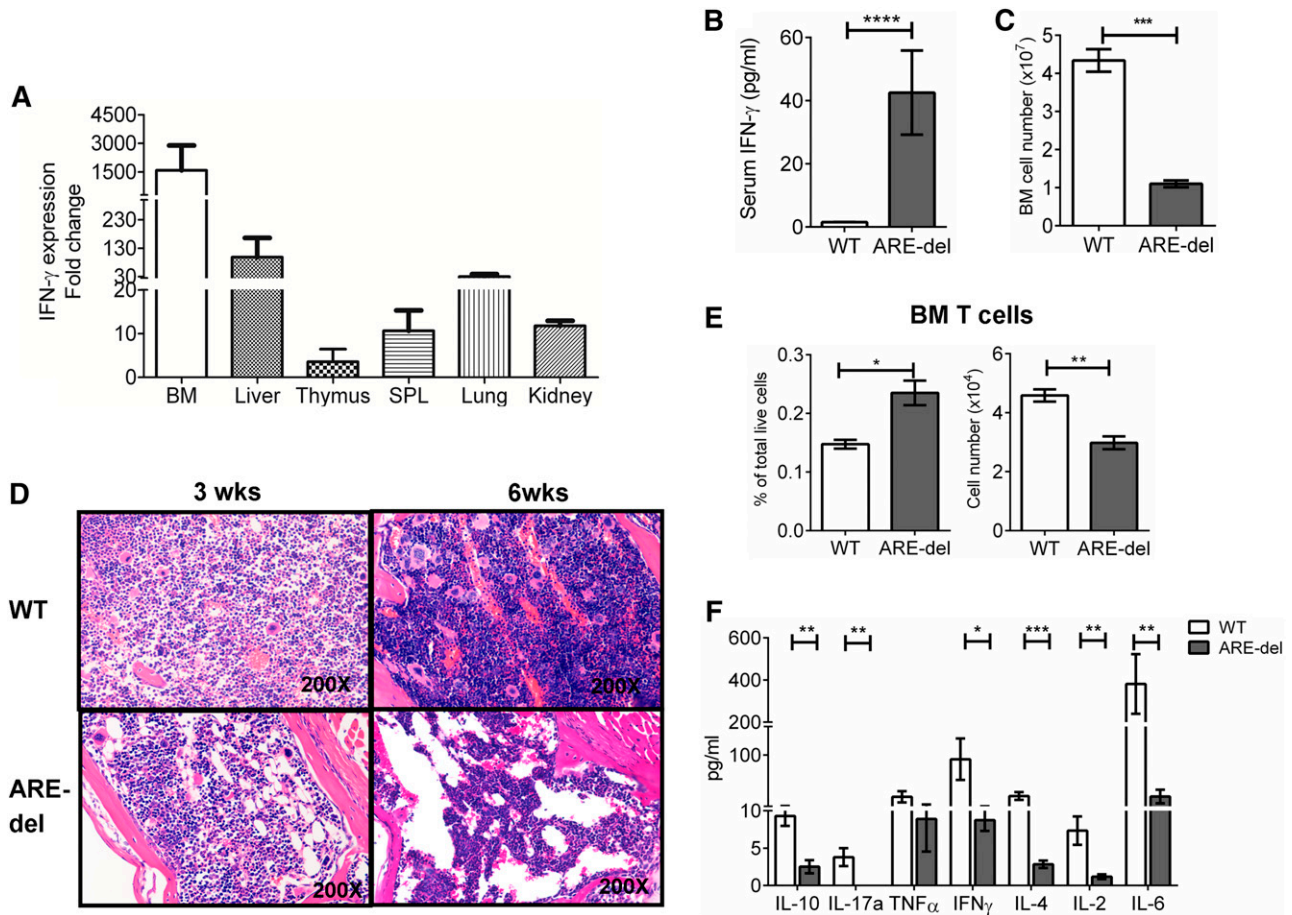 A
IFN-γ expression
Fold change
4500
3000
1500
230
130
30
20
10
0
BM Liver Thymus SPL Lung Kidney
B
Serum IFN-γ (pg/ml)
60
40
20
0
****
WT ARE-del
C
BM cell number (x10⁷)
5
4
3
2
1
0
***
WT ARE-del
D
3 wks 6wks
WT
200X 200X
ARE-
del
200X 200X
E
BM T cells
% of total live cells
0.3
0.2
0.1
0.0
*
WT ARE-del
Cell number (x10⁴)
6
4
2
0
**
WT ARE-del
F
pg/ml
600
400
200
100
10
5
0
** ** * *** ** **
WT
ARE-del
IL-10 IL-17a TNFα IFNγ IL-4 IL-2 IL-6